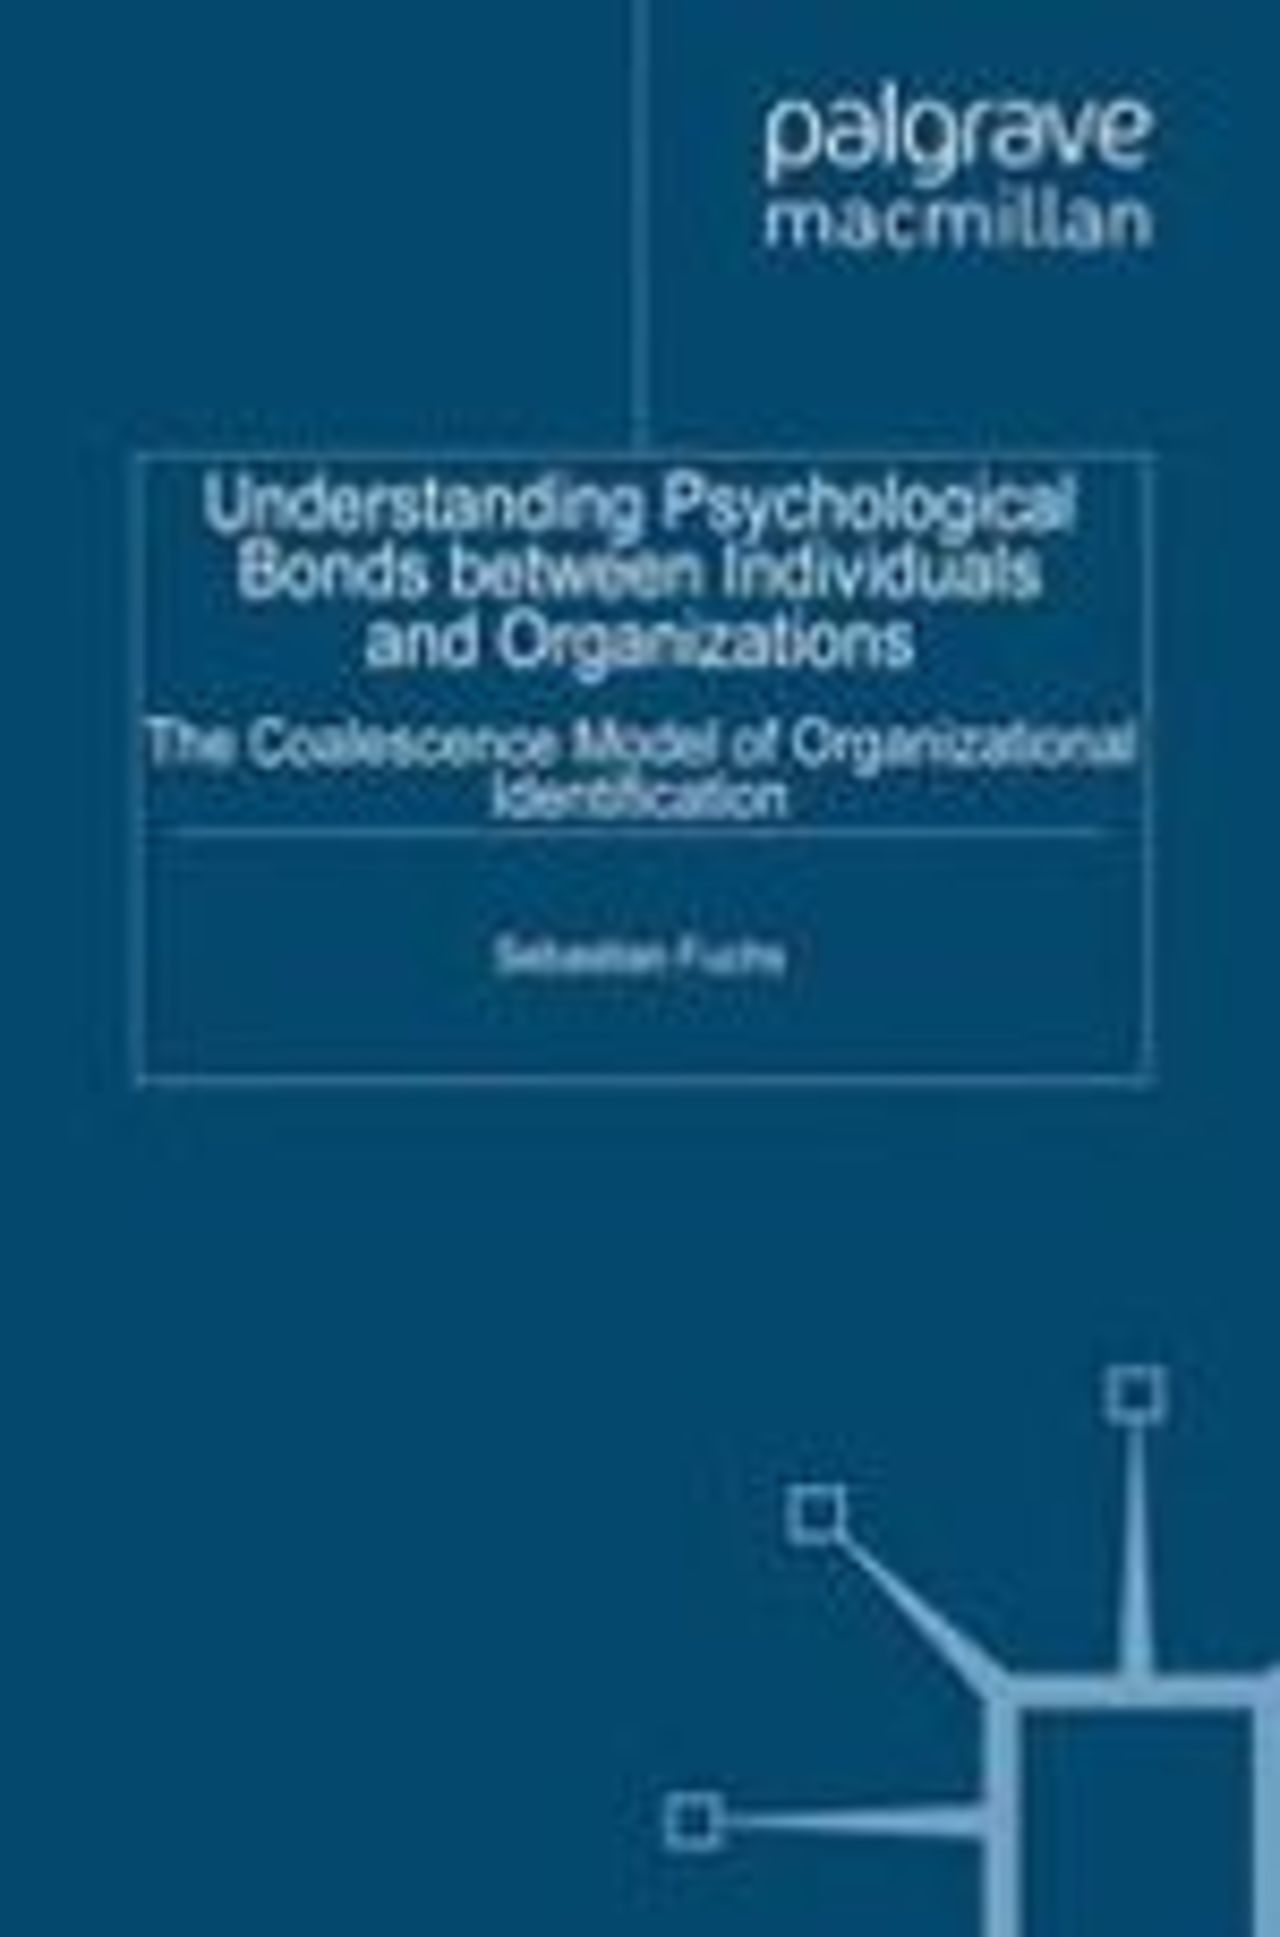 palgrave
macmillan
Understanding Psychological
Bonds between Individuals
and Organizations
The Coalescence Model of Organizational
Identification
Sebastian Fuchs